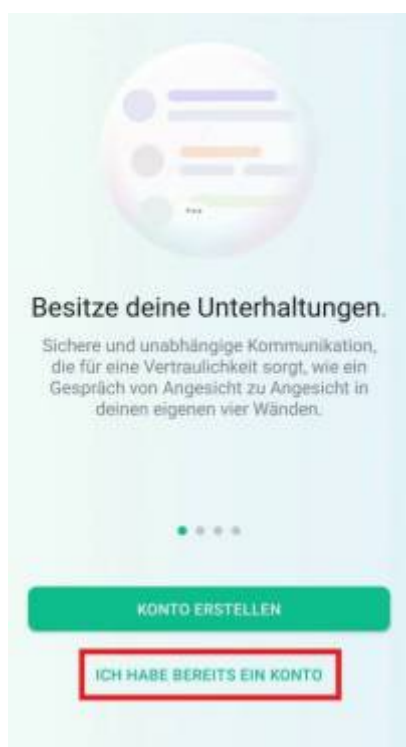 Besitze deine Unterhaltungen.
Sichere und unabhängige Kommunikation,
die für eine Vertraulichkeit sorgt, wie ein
Gespräch von Angesicht zu Angesicht in
deinen eigenen vier Wänden.
KONTO ERSTELLEN
ICH HABE BEREITS EIN KONTO